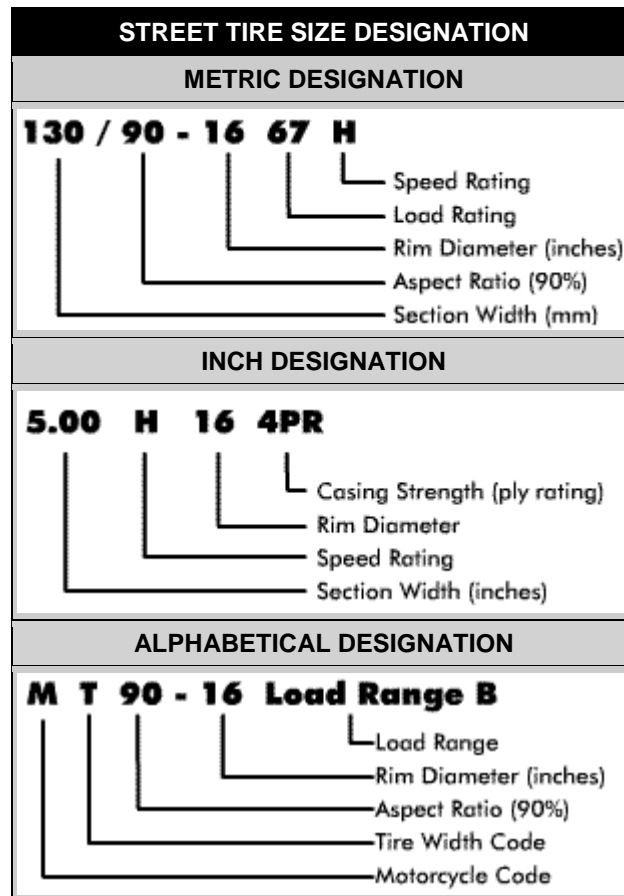 STREET TIRE SIZE DESIGNATION
METRIC DESIGNATION
130 / 90 - 16 67 H
Speed Rating
Load Rating
Rim Diameter (inches)
Aspect Ratio (90%)
Section Width (mm)
INCH DESIGNATION
5.00 H 16 4PR
Casing Strength (ply rating)
Rim Diameter
Speed Rating
Section Width (inches)
ALPHABETICAL DESIGNATION
M T 90 - 16 Load Range B
Load Range
Rim Diameter (inches)
Aspect Ratio (90%)
Tire Width Code
Motorcycle Code